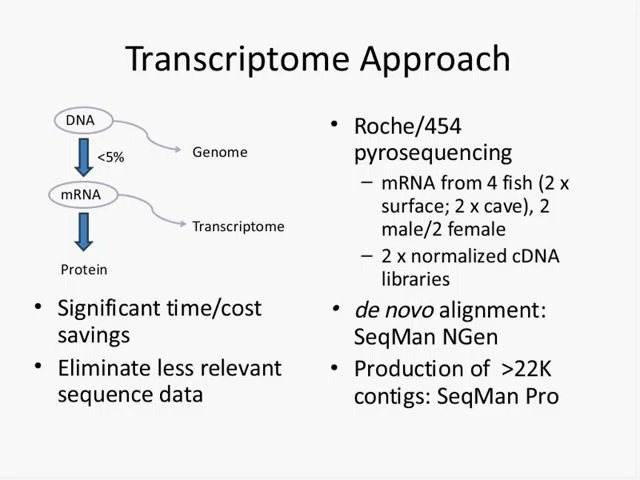 Transcriptome Approach
DNA
<5%
Genome
mRNA
Transcriptome
Protein
• Significant time/cost
savings
• Eliminate less relevant
sequence data
• Roche/454
pyrosequencing
– mRNA from 4 fish (2 x
surface; 2 x cave), 2
male/2 female
– 2 x normalized cDNA
libraries
• de novo alignment:
SeqMan NGen
• Production of >22K
contigs: SeqMan Pro